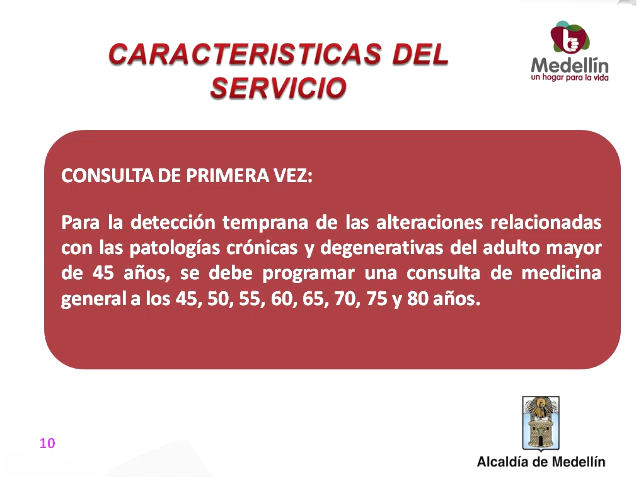 CARACTERISTICAS DEL
SERVICIO
Medellín
un hogar para la vida
CONSULTA DE PRIMERA VEZ:
Para la detección temprana de las alteraciones relacionadas
con las patologías crónicas y degenerativas del adulto mayor
de 45 años, se debe programar una consulta de medicina
general a los 45, 50, 55, 60, 65, 70, 75 y 80 años.
10
Alcaldía de Medellín